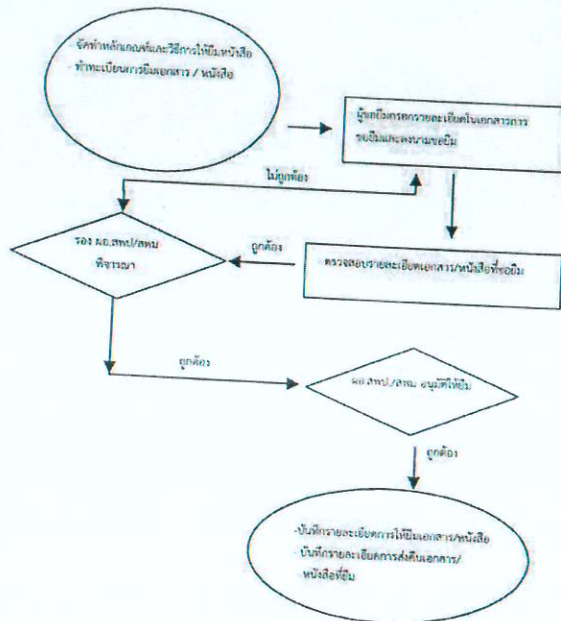 - จัดทำหลักเกณฑ์และวิธีการให้ยืมหนังสือ
- ทำทะเบียนการยืมเอกสาร / หนังสือ
ผู้ขอยืมกรอกรายละเอียดในเอกสารการ
ขอยืมและลงนามขอยืม
ไม่ถูกต้อง
รอง ผอ.สพป/สพม
พิจารณา
ถูกต้อง
ตรวจสอบรายละเอียดเอกสาร/หนังสือที่ขอยืม
ถูกต้อง
ผอ.สพป./สพม อนุมัติให้ยืม
ถูกต้อง
-บันทึกรายละเอียดการให้ยืมเอกสาร/หนังสือ
- บันทึกรายละเอียดการส่งคืนเอกสาร/
หนังสือที่ยืม